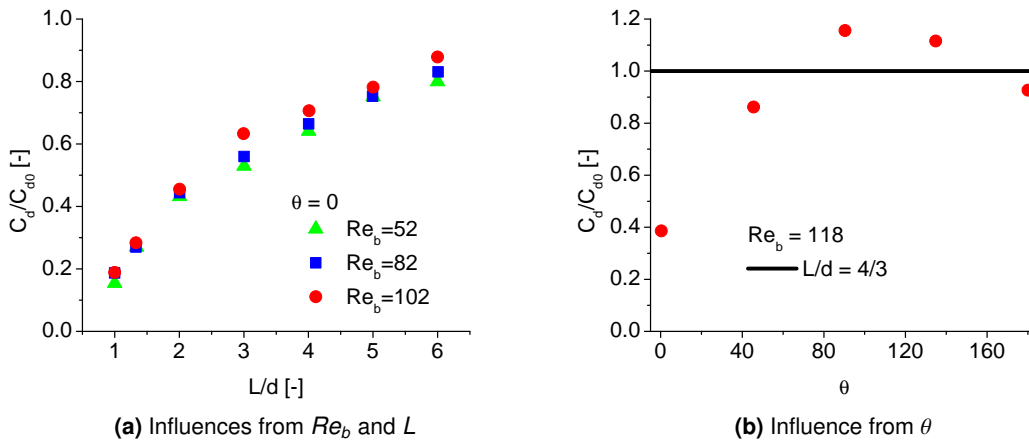 1.0
0.8
0.6
0.4
0.2
0.0
C_d/C_d0 [-]
θ = 0
Re_b=52
Re_b=82
Re_b=102
1 2 3 4 5 6
L/d [-]
(a) Influences from Re_b and L
1.2
1.0
0.8
0.6
0.4
0.2
0.0
C_d/C_d0 [-]
Re_b = 118
L/d = 4/3
0 40 80 120 160
θ
(b) Influence from θ